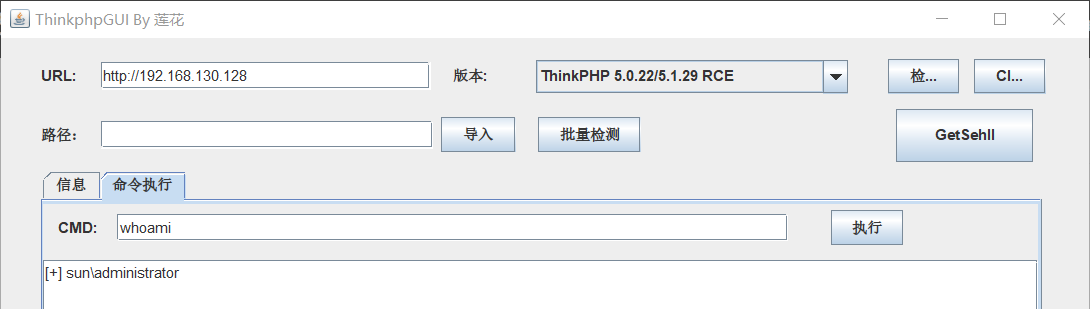 ThinkphpGUI By 莲花
URL: http://192.168.130.128 版本: ThinkPHP 5.0.22/5.1.29 RCE 检... Cl...
路径: 导入 批量检测 GetSehll
信息 命令执行
CMD: whoami 执行
[+] sun\administrator